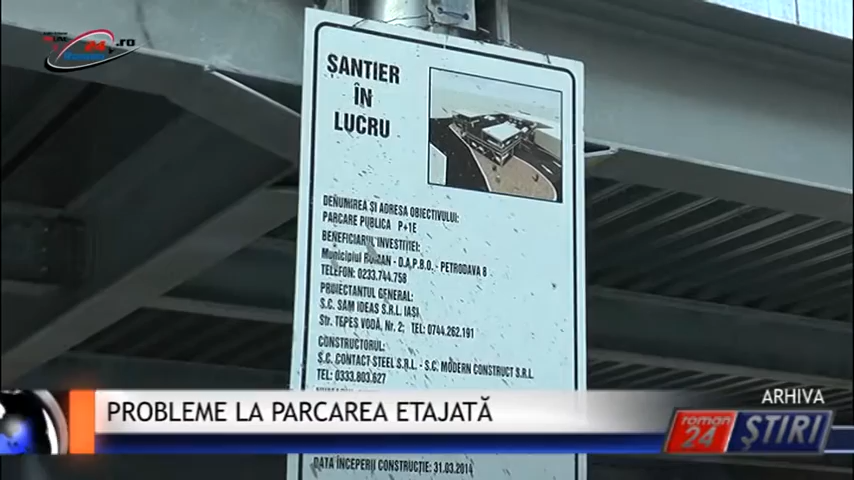 24.ro
SANTIER
ÎN
LUCRU
DENUMIREA ȘI ADRESA OBIECTIVULUI:
PARCARE PUBLICA P+1E
BENEFICIARUL INVESTIȚIEI:
Municipiul ROMAN - D.A.P.B.O. - PETRODAVA 8
TELEFON: 0233.744.758
PROIECTANTUL GENERAL:
S.C. SAM IDEAS S.R.L. IAȘI
Str. TEPES VODĂ, Nr. 2; TEL: 0744.262.191
CONSTRUCTORUL:
S.C. CONTACT STEEL S.R.L. - S.C. MODERN CONSTRUCT S.R.L.
TEL: 0333.803.627
ARHIVA
PROBLEME LA PARCAREA ETAJATĂ
roman
24
ȘTIRI
DATA ÎNCEPERII CONSTRUCȚIE: 31.03.2014